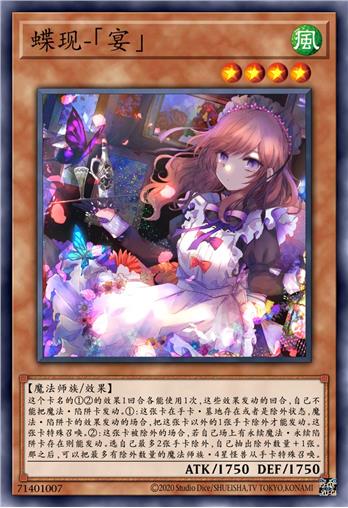 蝶现-「宴」
風
【魔法师族/效果】
这个卡名的①②的效果1回合各能使用1次，这些效果发动的回合，自己不
能把魔法·陷阱卡发动。①：这张卡在手卡·墓地存在或者是除外状态，魔
法·陷阱卡的效果发动的场合，把这张卡以外的1张手卡除外才能发动。这
张卡特殊召唤。②：这张卡被除外的场合，若自己场上有永续魔法·永续陷
阱卡存在则能发动。选自己最多2张手卡除外，自己抽出除外数量+1张。
那之后，可以把最多有除外数量的魔法师族·4星怪兽从手卡特殊召唤。
ATK/1750 DEF/1750
71401007
©2020 Studio Dice/SHUEISHA,TV TOKYO,KONAMI